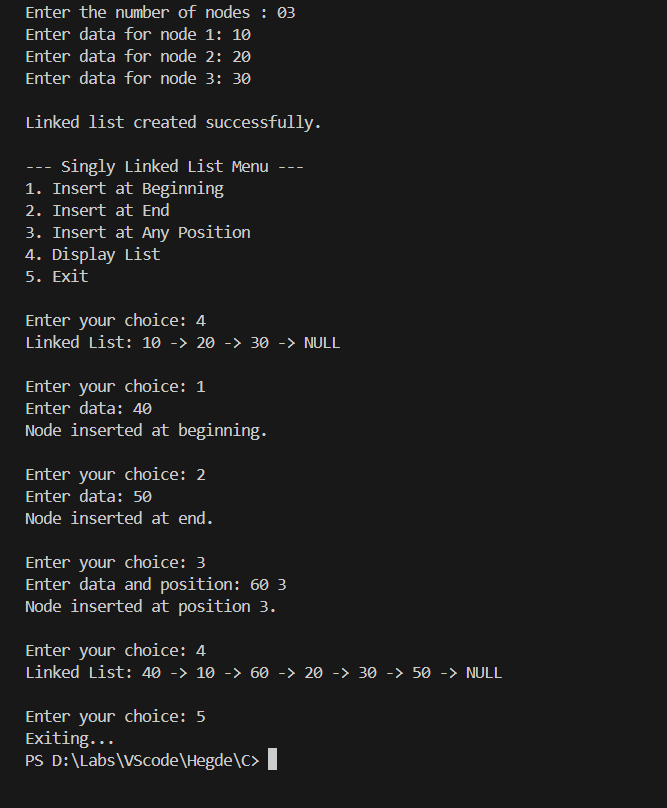 Enter the number of nodes : 03
Enter data for node 1: 10
Enter data for node 2: 20
Enter data for node 3: 30
Linked list created successfully.
--- Singly Linked List Menu ---
1. Insert at Beginning
2. Insert at End
3. Insert at Any Position
4. Display List
5. Exit
Enter your choice: 4
Linked List: 10 -> 20 -> 30 -> NULL
Enter your choice: 1
Enter data: 40
Node inserted at beginning.
Enter your choice: 2
Enter data: 50
Node inserted at end.
Enter your choice: 3
Enter data and position: 60 3
Node inserted at position 3.
Enter your choice: 4
Linked List: 40 -> 10 -> 60 -> 20 -> 30 -> 50 -> NULL
Enter your choice: 5
Exiting...
PS D:\Labs\VScode\Hegde\C>